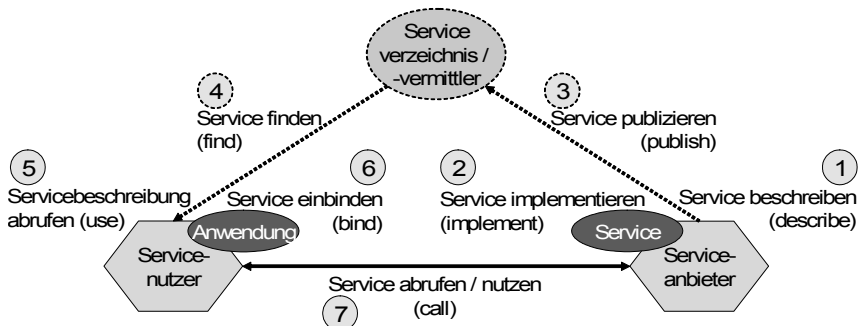 Service
verzeichnis /
-vermittler
4
Service finden
(find)
3
Service publizieren
(publish)
5
Servicebeschreibung
abrufen (use)
6
Service einbinden
(bind)
2
Service implementieren
(implement)
1
Service beschreiben
(describe)
Anwendung
Service-
nutzer
Service
Service-
anbieter
Service abrufen / nutzen
(call)
7